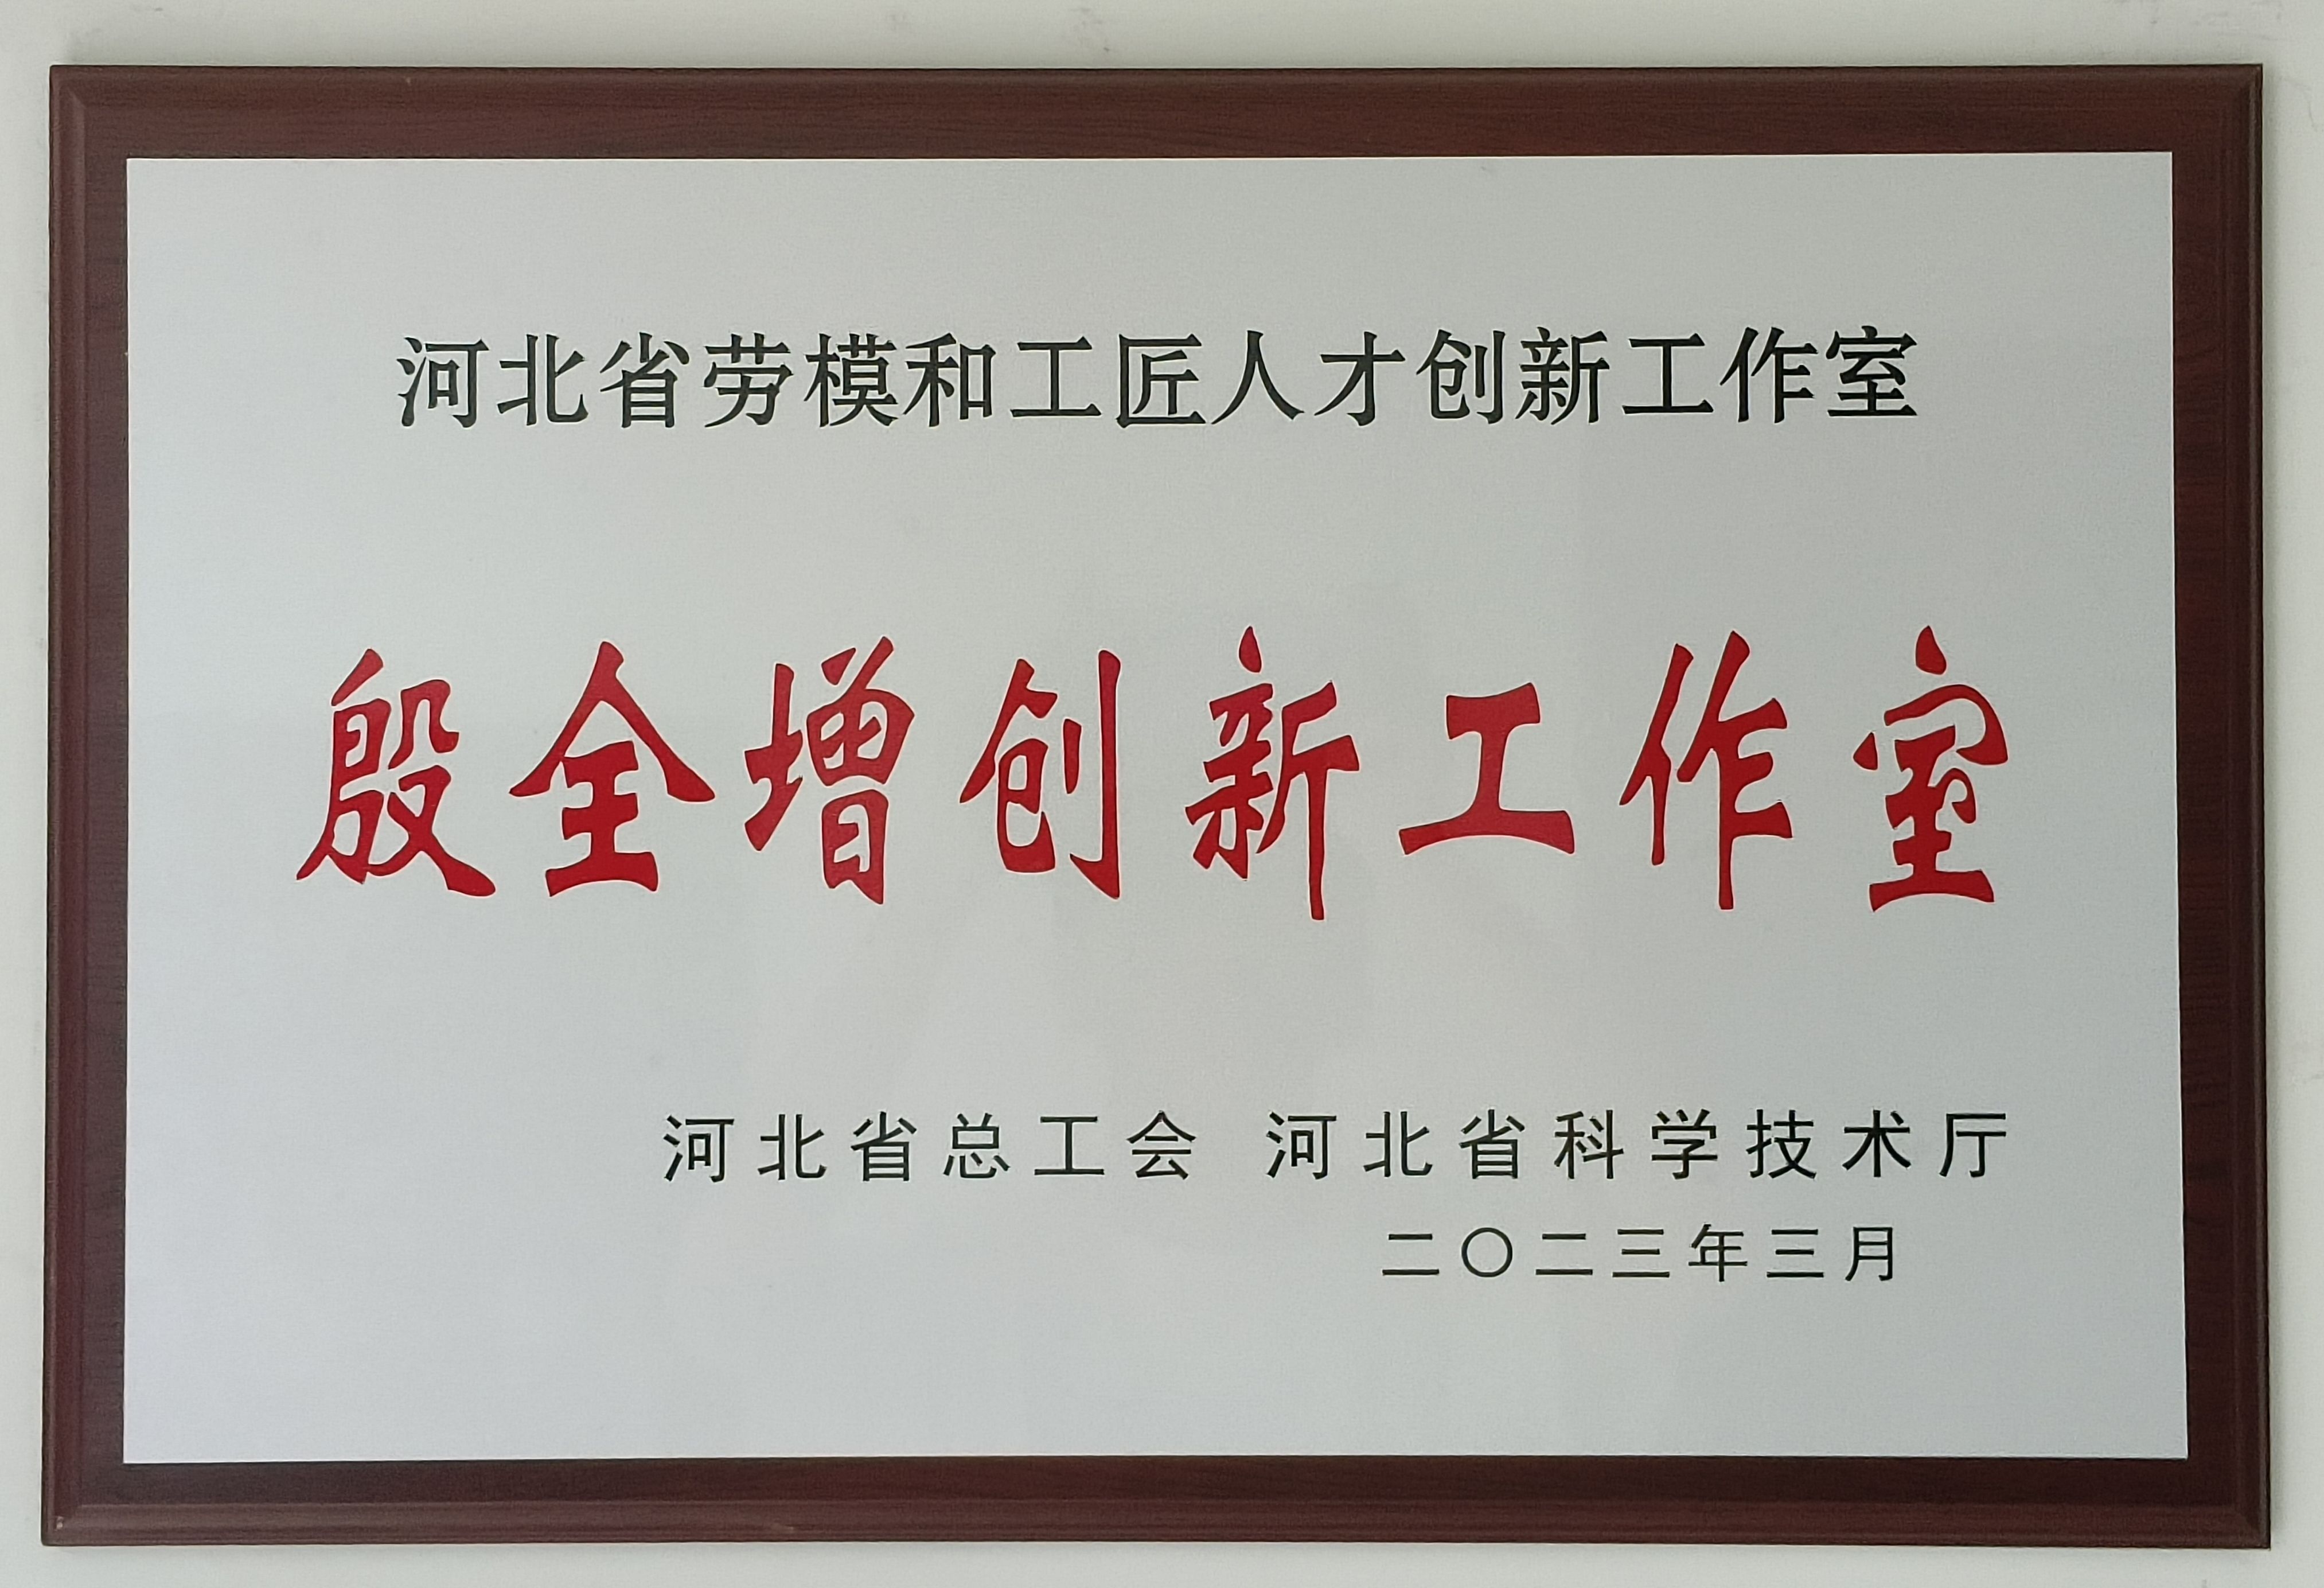 河北省劳模和工匠人才创新工作室
殷全增创新工作室
河北省总工会 河北省科学技术厅
二〇二三年三月